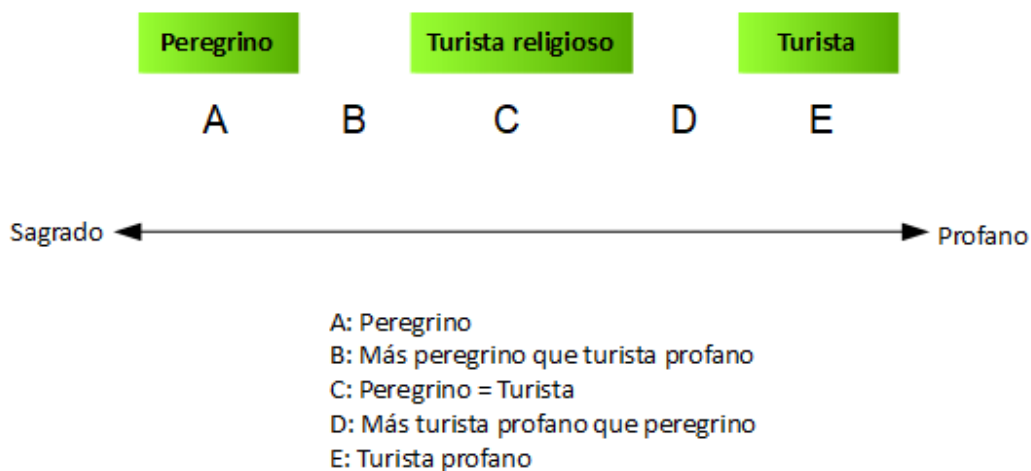 Peregrino Turista religioso Turista
A B C D E
Sagrado Profano
A: Peregrino
B: Más peregrino que turista profano
C: Peregrino = Turista
D: Más turista profano que peregrino
E: Turista profano